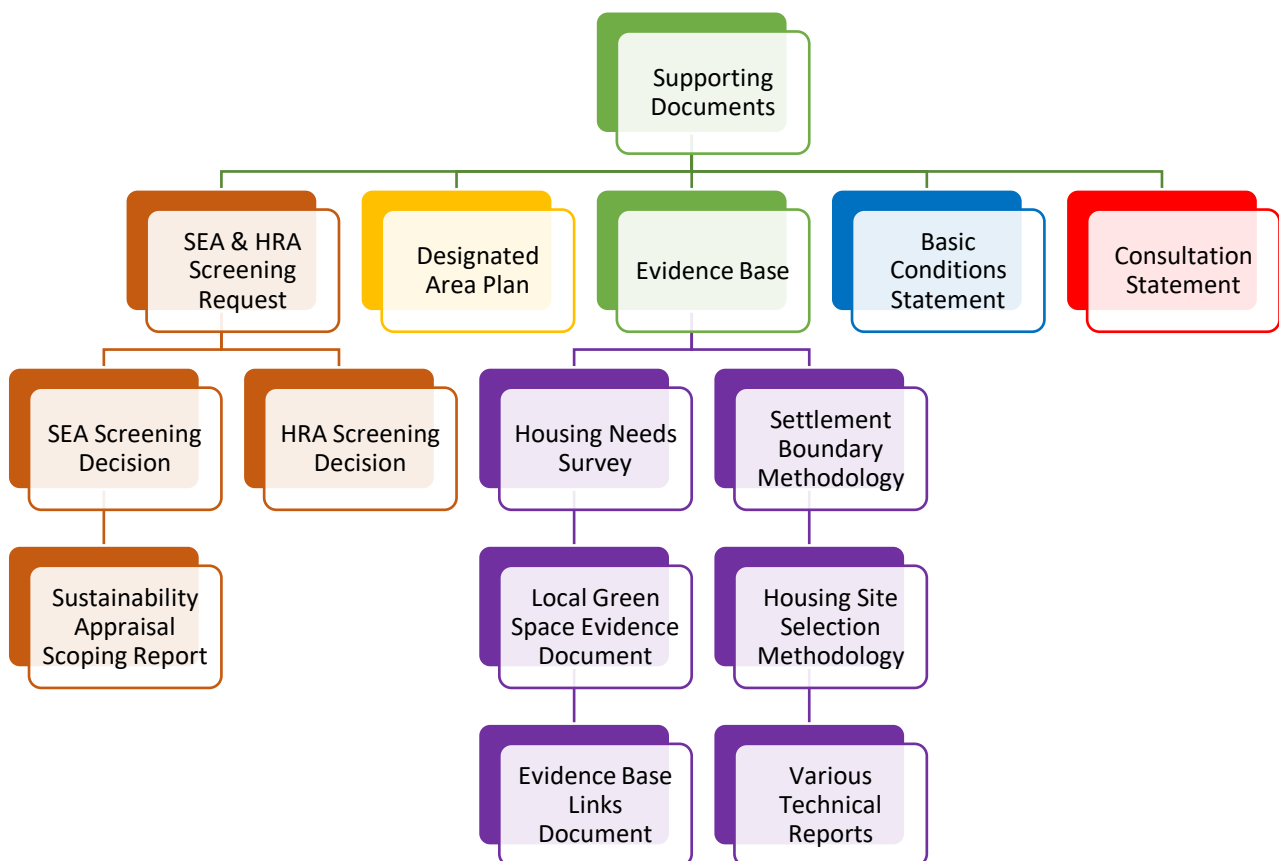 Supporting
Documents
SEA & HRA
Screening
Request
Designated
Area Plan
Evidence Base
Basic
Conditions
Statement
Consultation
Statement
SEA Screening
Decision
HRA Screening
Decision
Housing Needs
Survey
Settlement
Boundary
Methodology
Sustainability
Appraisal
Scoping Report
Local Green
Space Evidence
Document
Housing Site
Selection
Methodology
Evidence Base
Links
Document
Various
Technical
Reports